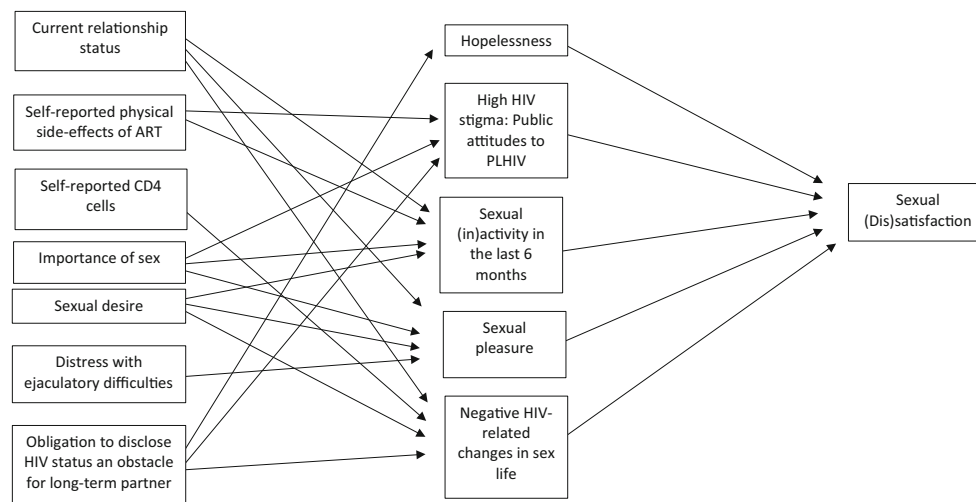 Current relationship
status
Self-reported physical
side-effects of ART
Self-reported CD4
cells
Importance of sex
Sexual desire
Distress with
ejaculatory difficulties
Obligation to disclose
HIV status an obstacle
for long-term partner
Hopelessness
High HIV
stigma: Public
attitudes to
PLHIV
Sexual
(in)activity in
the last 6
months
Sexual
pleasure
Negative HIV-
related
changes in sex
life
Sexual
(Dis)satisfaction